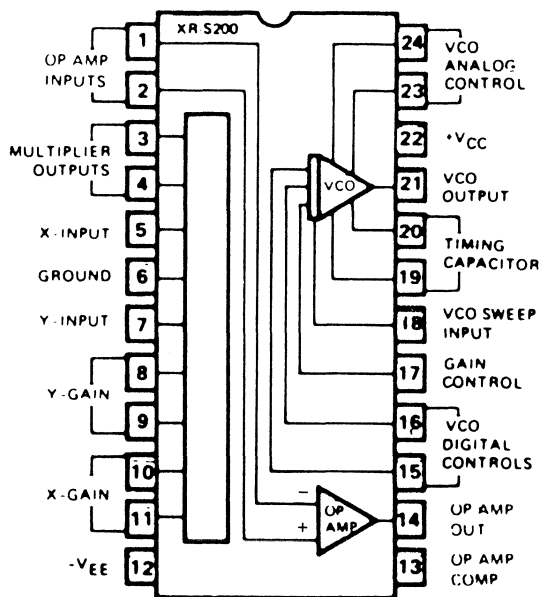 XR-S200
1
OP AMP
INPUTS
2
3
MULTIPLIER
OUTPUTS
4
X-INPUT
5
GROUND
6
Y-INPUT
7
8
Y-GAIN
9
10
X-GAIN
11
-VEE
12
24
VCO
ANALOG
CONTROL
23
22
+VCC
21
VCO
OUTPUT
20
TIMING
CAPACITOR
19
18
VCO SWEEP
INPUT
17
GAIN
CONTROL
16
VCO
DIGITAL
CONTROLS
15
14
OP AMP
OUT
13
OP AMP
COMP
VCO
-
+
OP
AMP